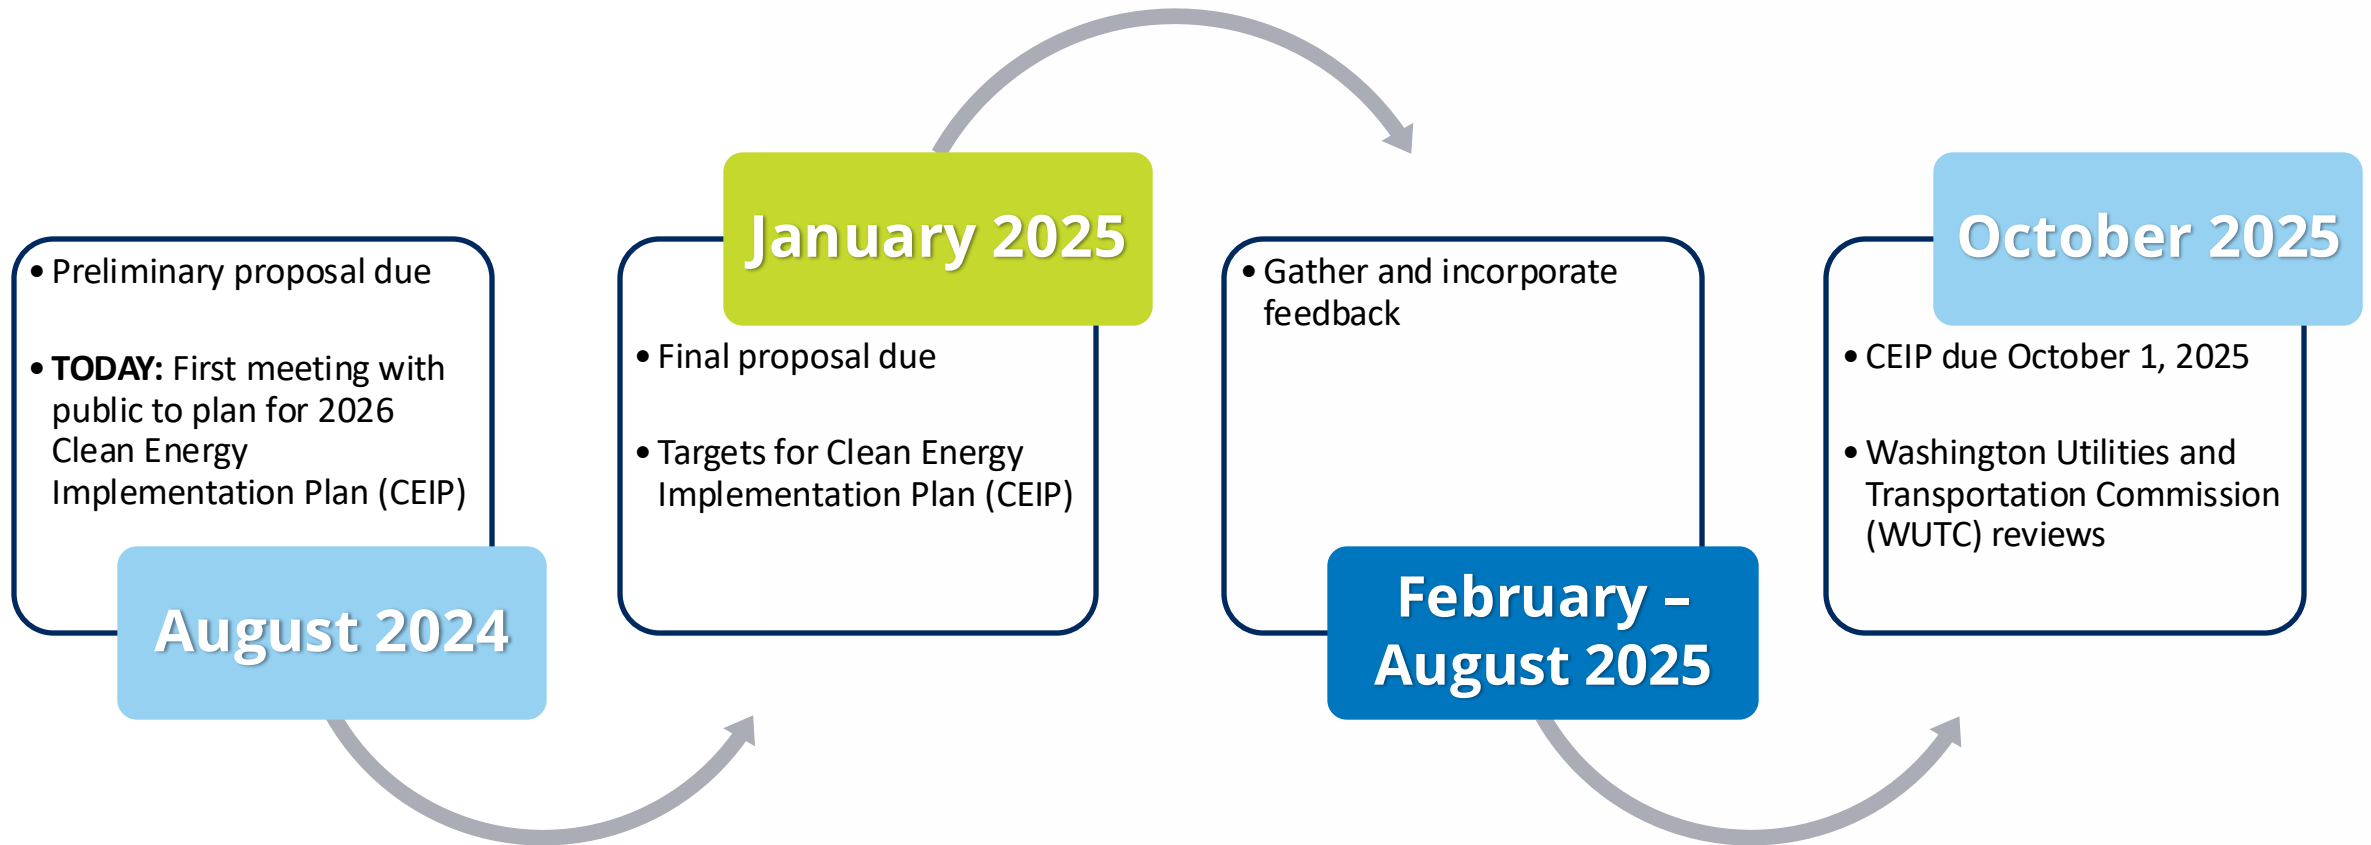 • Preliminary proposal due
• TODAY: First meeting with
public to plan for 2026
Clean Energy
Implementation Plan (CEIP)
August 2024
January 2025
• Final proposal due
• Targets for Clean Energy
Implementation Plan (CEIP)
• Gather and incorporate
feedback
February –
August 2025
October 2025
• CEIP due October 1, 2025
• Washington Utilities and
Transportation Commission
(WUTC) reviews